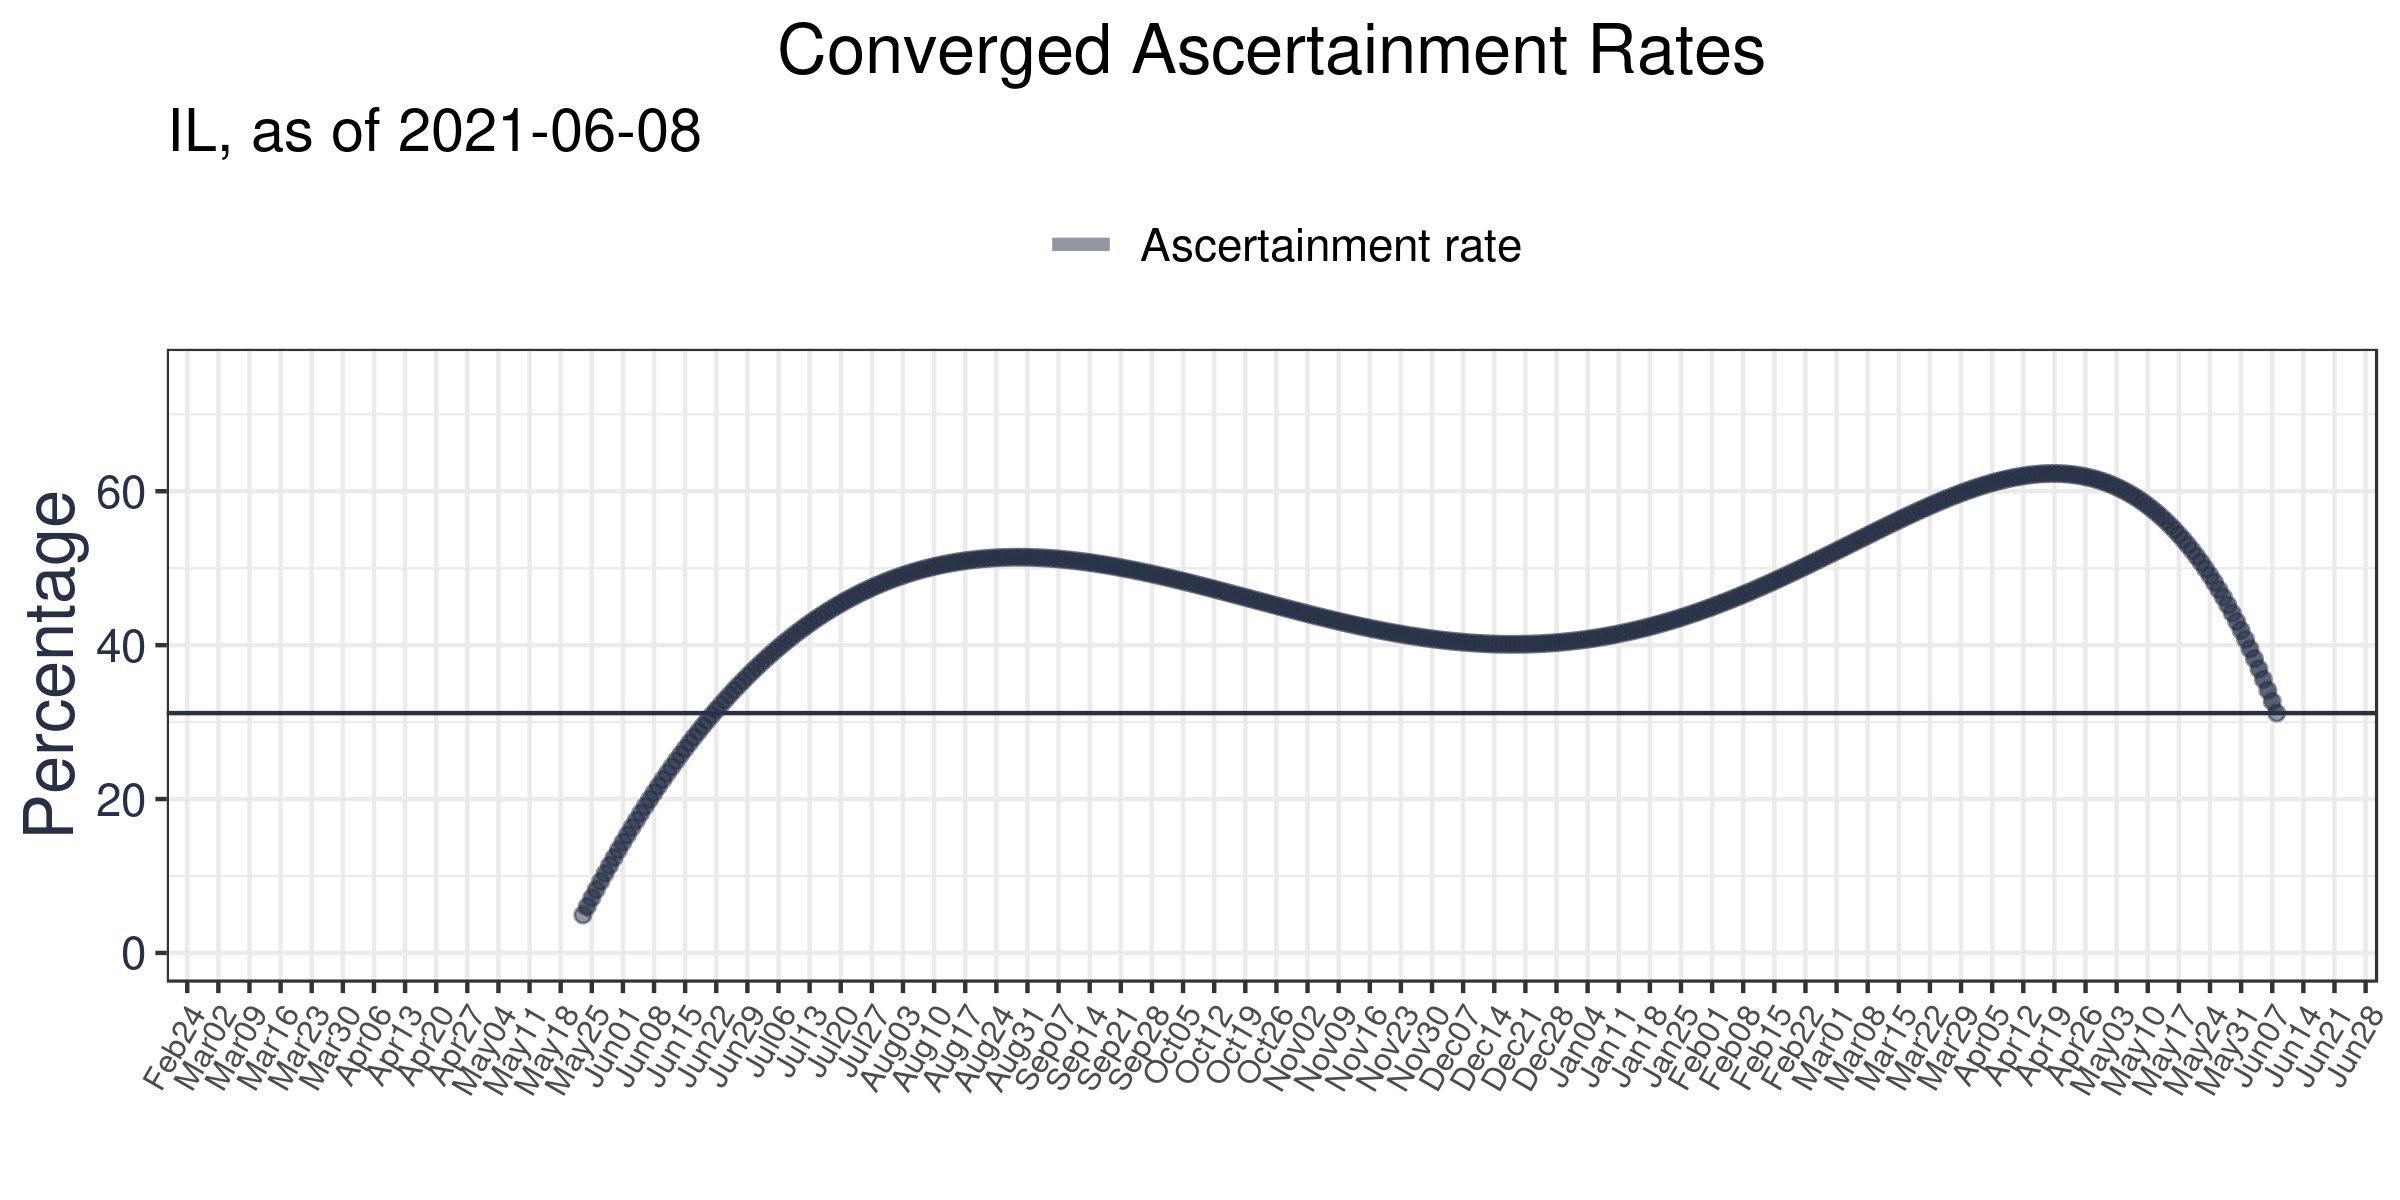 Converged Ascertainment Rates
IL, as of 2021-06-08
Ascertainment rate
Percentage
60
40
20
0
Feb24
Mar02
Mar09
Mar16
Mar23
Mar30
Apr06
Apr13
Apr20
Apr27
May04
May11
May18
May25
Jun01
Jun08
Jun15
Jun22
Jun29
Jul06
Jul13
Jul20
Jul27
Aug03
Aug10
Aug17
Aug24
Aug31
Sep07
Sep14
Sep21
Sep28
Oct05
Oct12
Oct19
Oct26
Nov02
Nov09
Nov16
Nov23
Nov30
Dec07
Dec14
Dec21
Dec28
Jan04
Jan11
Jan18
Jan25
Feb01
Feb08
Feb15
Feb22
Mar01
Mar08
Mar15
Mar22
Mar29
Apr05
Apr12
Apr19
Apr26
May03
May10
May17
May24
May31
Jun07
Jun14
Jun21
Jun28